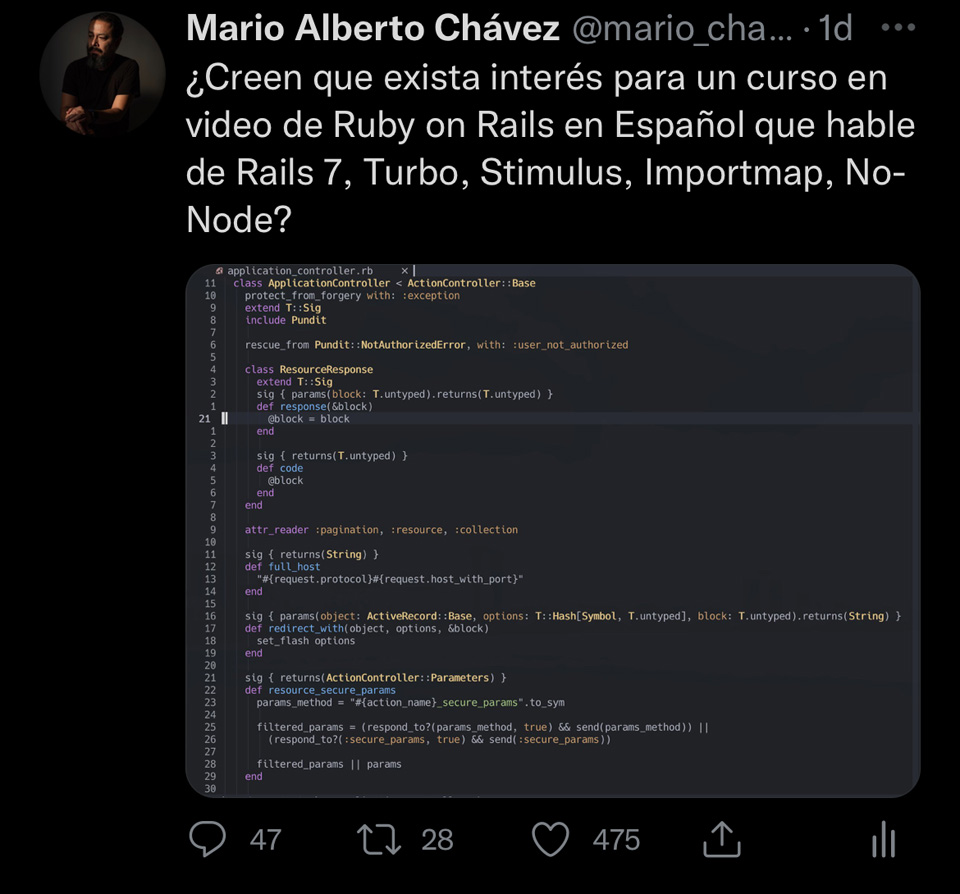 Mario Alberto Chávez @mario_cha... · 1d
¿Creen que exista interés para un curso en
video de Ruby on Rails en Español que hable
de Rails 7, Turbo, Stimulus, Importmap, No-
Node?
application_controller.rb ×
11 class ApplicationController < ActionController::Base
10 protect_from_forgery with: :exception
9 extend T::Sig
8 include Pundit
7
6 rescue_from Pundit::NotAuthorizedError, with: :user_not_authorized
5
4 class ResourceResponse
3 extend T::Sig
2 sig { params(block: T.untyped).returns(T.untyped) }
1 def response(&block)
21 @block = block
1 end
2
3 sig { returns(T.untyped) }
4 def code
5 @block
6 end
7 end
8
9 attr_reader :pagination, :resource, :collection
10
11 sig { returns(String) }
12 def full_host
13 "#{request.protocol}#{request.host_with_port}"
14 end
15
16 sig { params(object: ActiveRecord::Base, options: T::Hash[Symbol, T.untyped], block: T.untyped).returns(String) }
17 def redirect_with(object, options, &block)
18 set_flash options
19 end
20
21 sig { returns(ActionController::Parameters) }
22 def resource_secure_params
23 params_method = "#{action_name}_secure_params".to_sym
24
25 filtered_params = (respond_to?(params_method, true) && send(params_method)) ||
26 (respond_to?(:secure_params, true) && send(:secure_params))
27
28 filtered_params || params
29 end
30
47 28 475